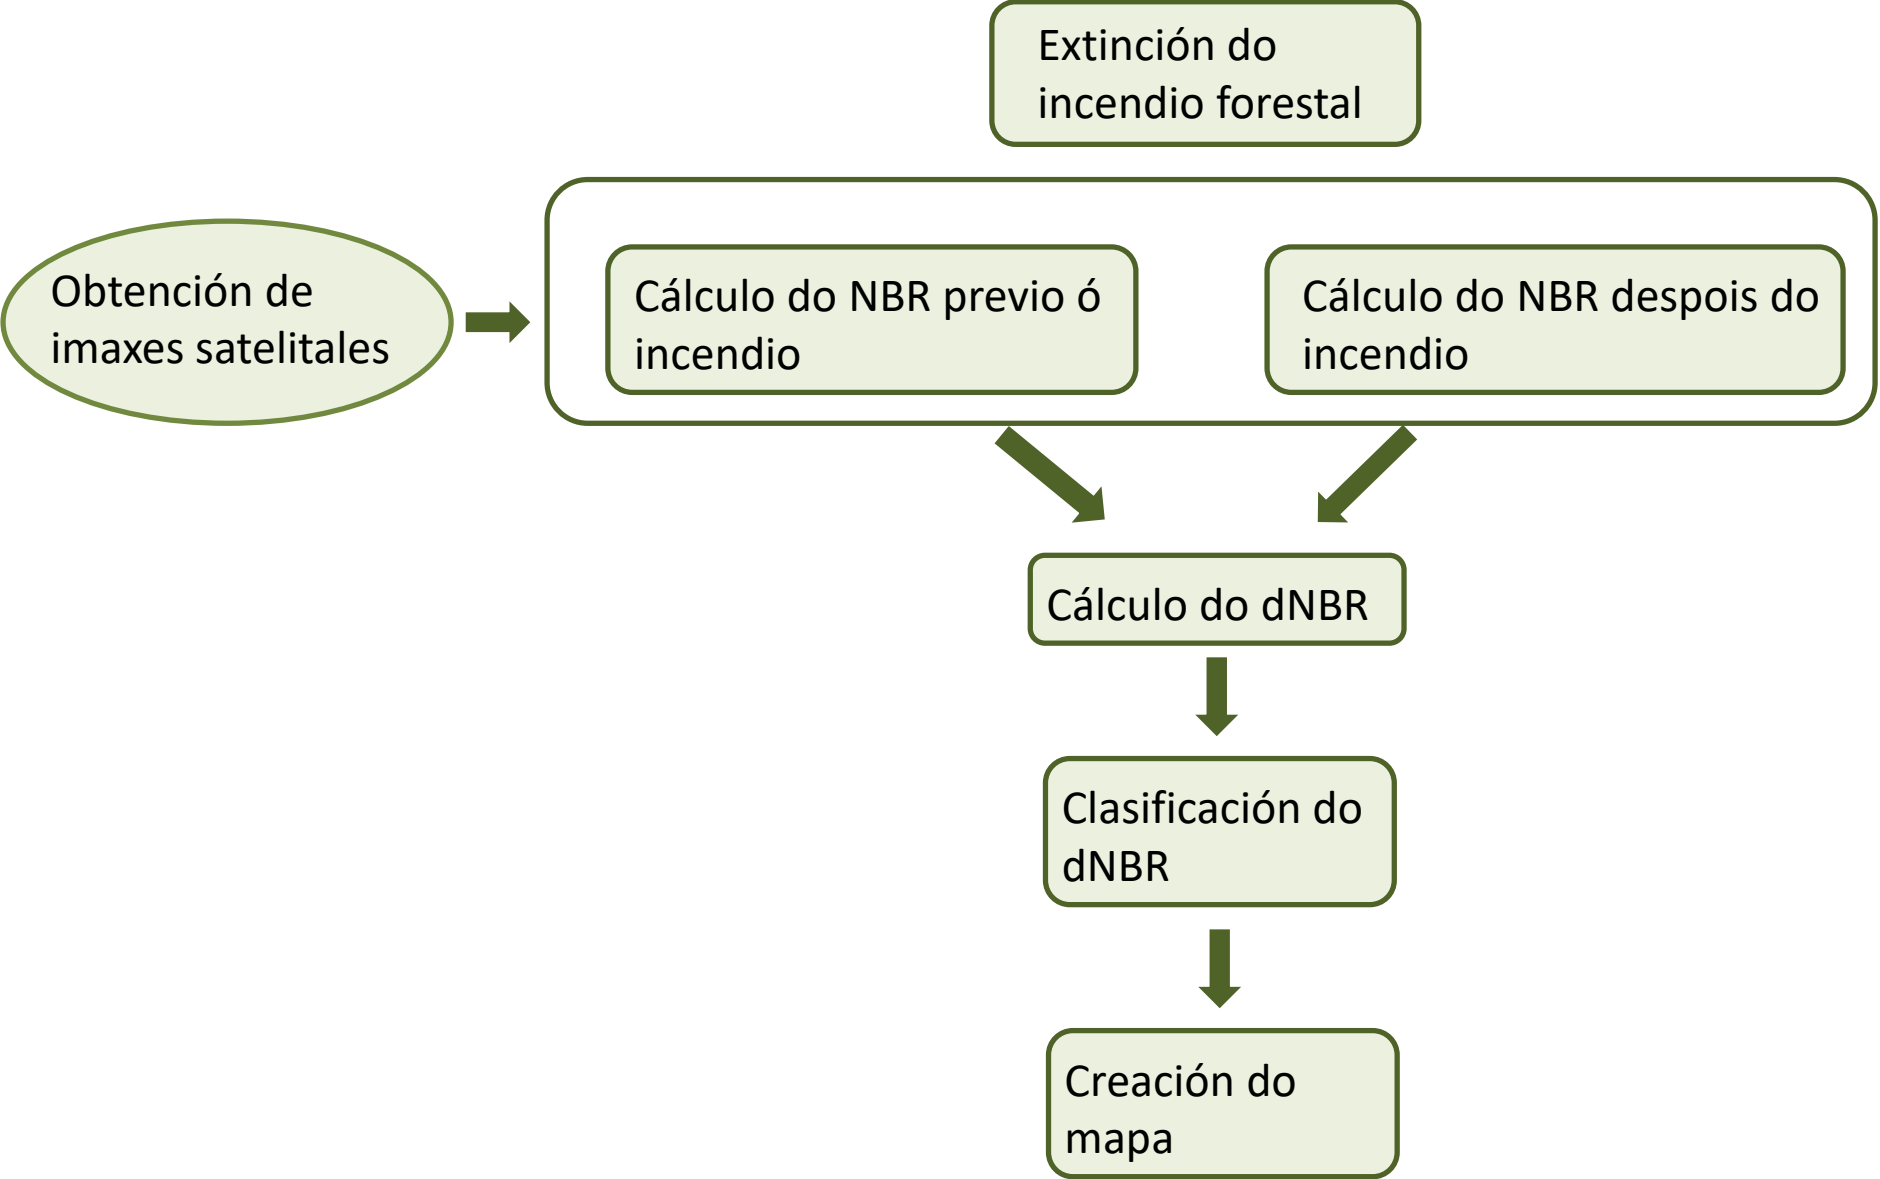 Extinción do
incendio forestal
Obtención de
imaxes satelitales
Cálculo do NBR previo ó
incendio
Cálculo do NBR despois do
incendio
Cálculo do dNBR
Clasificación do
dNBR
Creación do
mapa